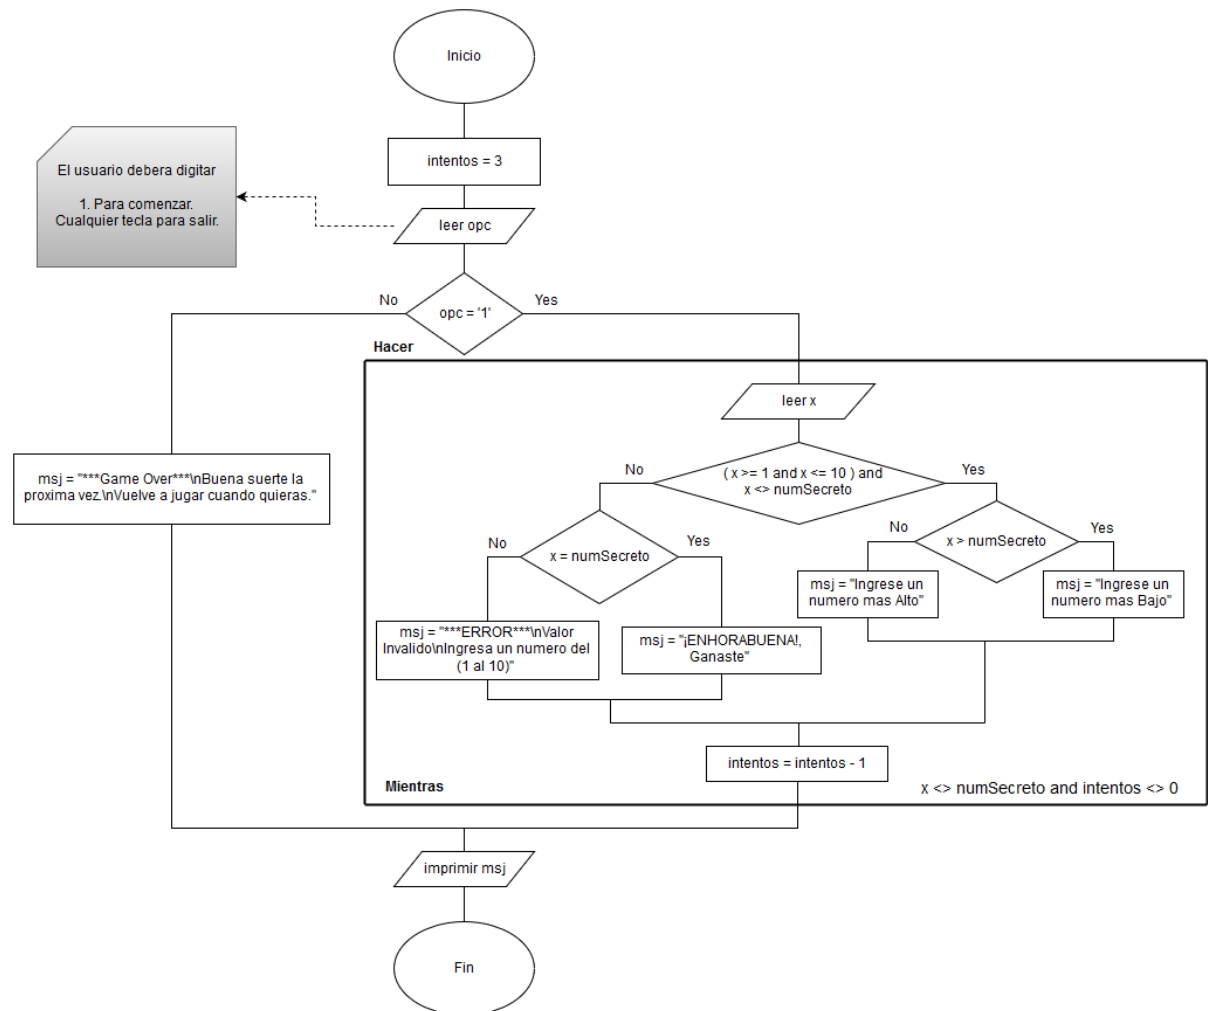 Inicio
intentos = 3
El usuario debera digitar
1. Para comenzar.
Cualquier tecla para salir.
leer opc
No
opc = '1'
Yes
Hacer
leer x
No
( x >= 1 and x <= 10 ) and
x <> numSecreto
Yes
msj = "***Game Over***\nBuena suerte la
proxima vez.\nVuelve a jugar cuando quieras."
No
x = numSecreto
Yes
No
x > numSecreto
Yes
msj = "Ingrese un
numero mas Alto"
msj = "Ingrese un
numero mas Bajo"
msj = "***ERROR***\nValor
Invalido\nIngresa un numero del
(1 al 10)"
msj = "¡ENHORABUENA!,
Ganaste"
intentos = intentos - 1
Mientras
x <> numSecreto and intentos <> 0
imprimir msj
Fin